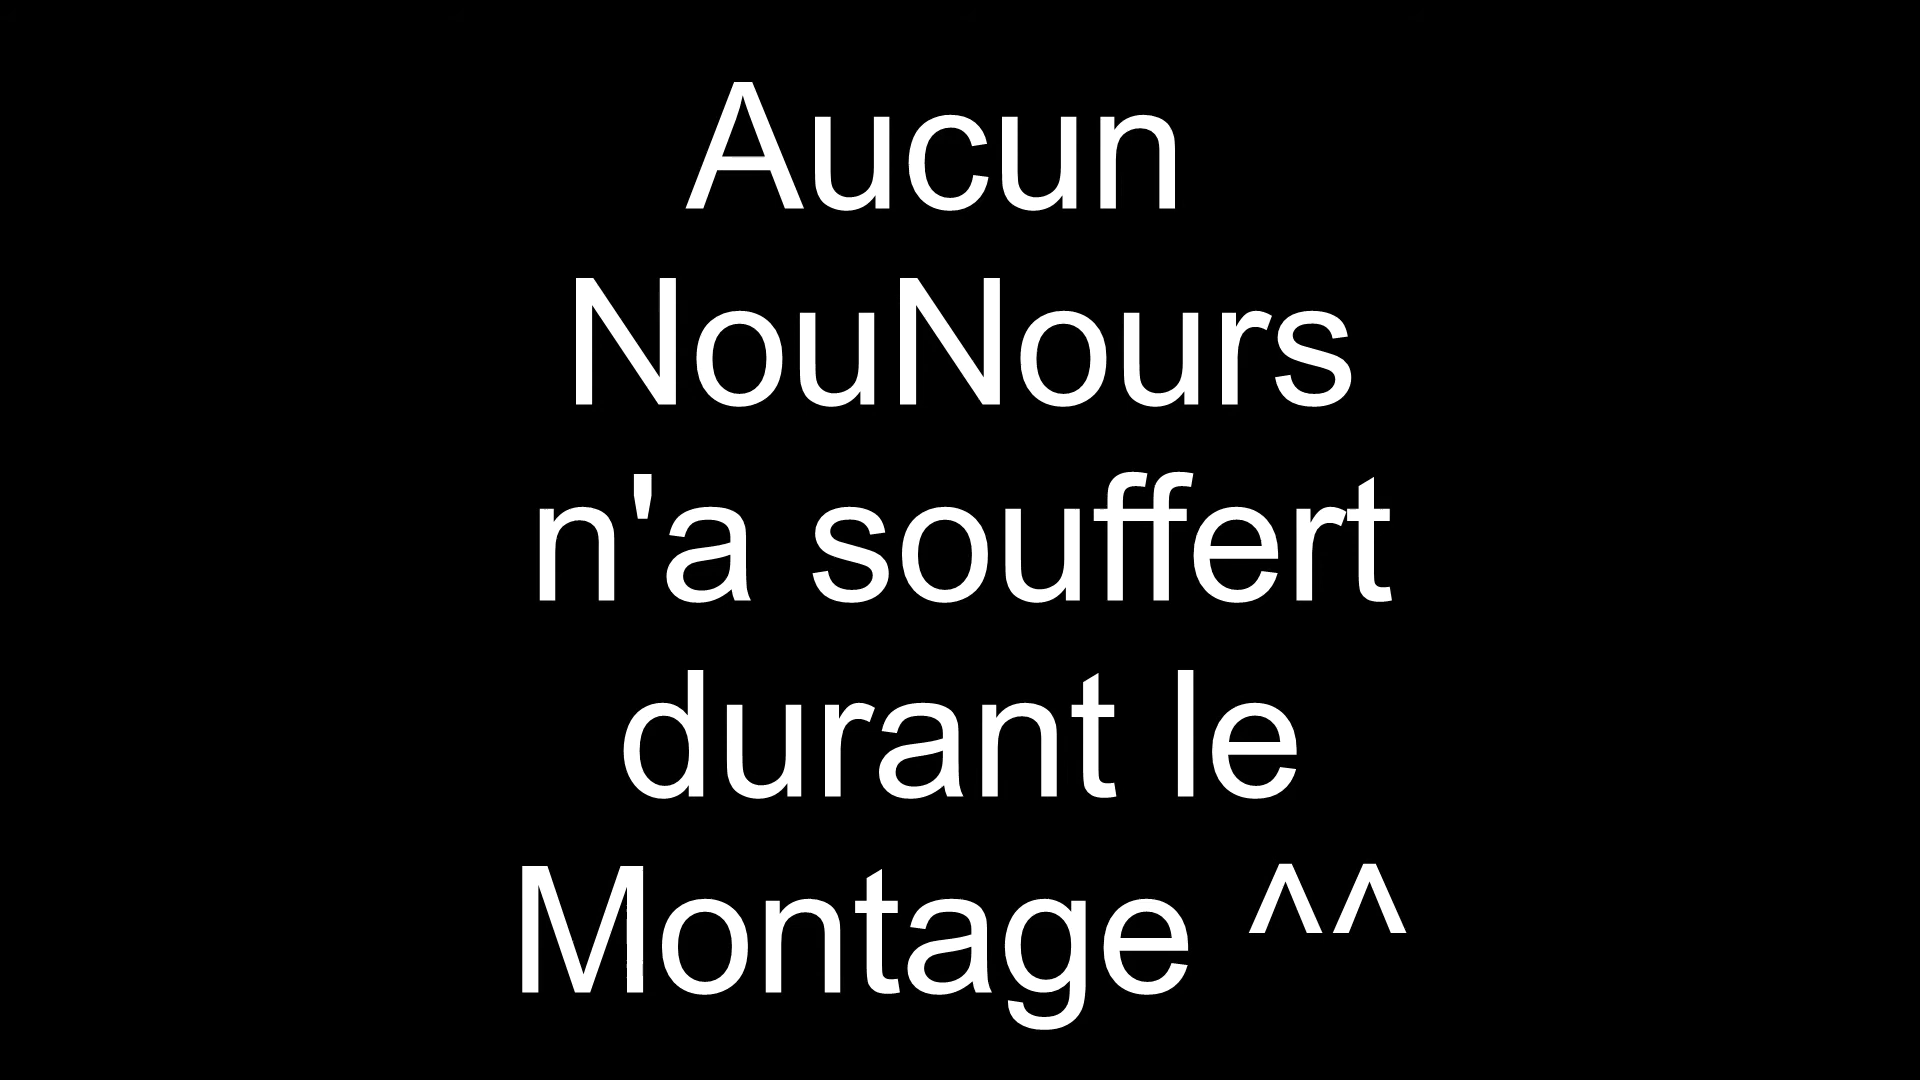 Aucun
NouNours
n'a souffert
durant le
Montage ^^